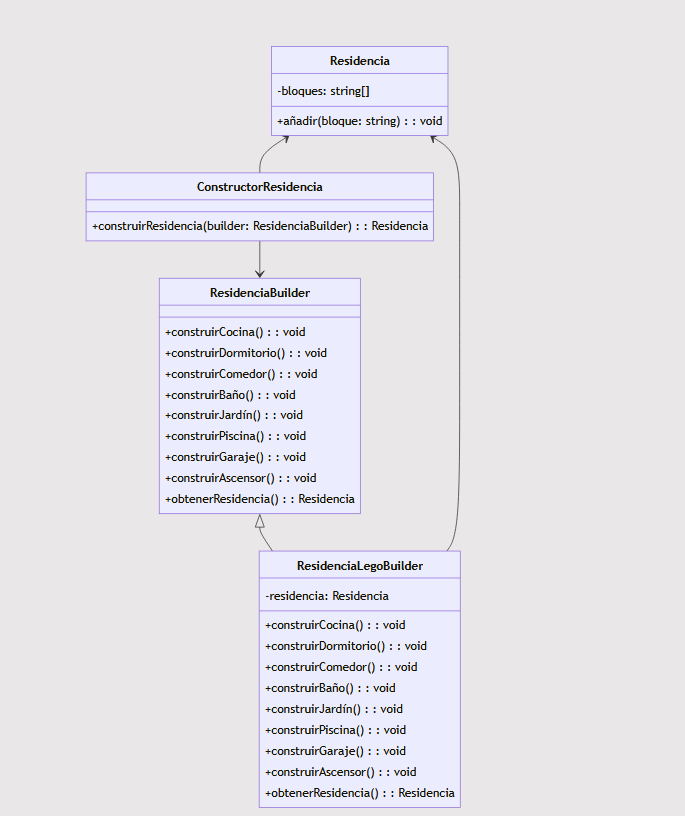 Residencia
-bloques: string[]
+añadir(bloque: string) : : void
ConstructorResidencia
+construirResidencia(builder: ResidenciaBuilder) : : Residencia
ResidenciaBuilder
+construirCocina() : : void
+construirDormitorio() : : void
+construirComedor() : : void
+construirBaño() : : void
+construirJardín() : : void
+construirPiscina() : : void
+construirGaraje() : : void
+construirAscensor() : : void
+obtenerResidencia() : : Residencia
ResidenciaLegoBuilder
-residencia: Residencia
+construirCocina() : : void
+construirDormitorio() : : void
+construirComedor() : : void
+construirBaño() : : void
+construirJardín() : : void
+construirPiscina() : : void
+construirGaraje() : : void
+construirAscensor() : : void
+obtenerResidencia() : : Residencia